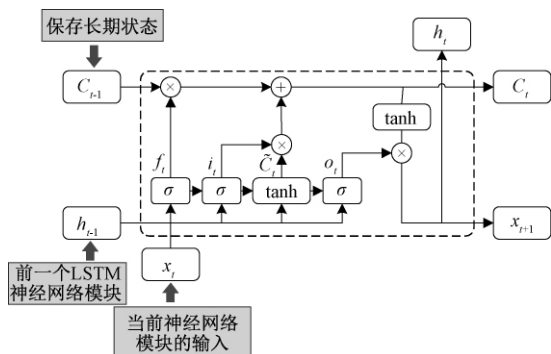 保存长期状态
h_t
C_{t-1}
×
+
C_t
tanh
f_t
i_t
×
C̃_t
o_t
×
σ
σ
tanh
σ
h_{t-1}
x_{t+1}
前一个LSTM
神经网络模块
x_t
当前神经网络
模块的输入